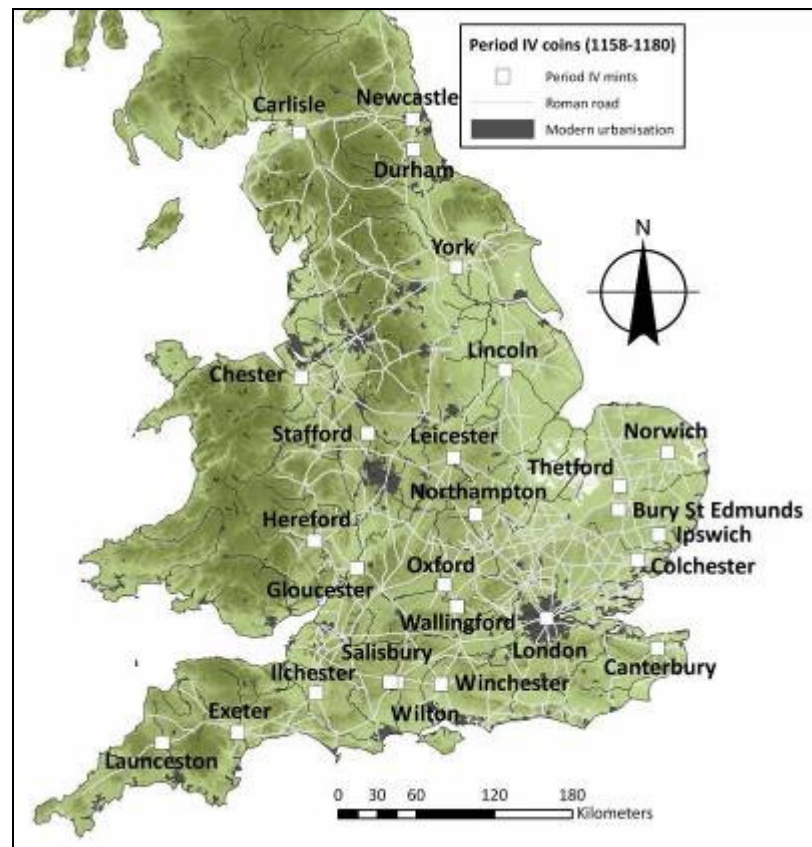 Period IV coins (1158-1180)
Period IV mints
Roman road
Modern urbanisation
Newcastle
Carlisle
Durham
York
N
Lincoln
Chester
Stafford
Leicester
Norwich
Thetford
Northampton
Bury St Edmunds
Hereford
Ipswich
Oxford
Colchester
Gloucester
Wallingford
London
Salisbury
Canterbury
Ilchester
Winchester
Exeter
Wilton
Launceston
0 30 60 120 180
Kilometers